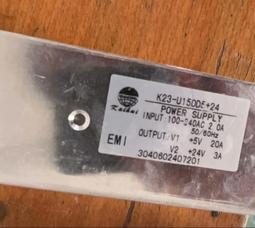 K23-U150DE+24
POWER SUPPLY
INPUT:100-240AC 2.0A
50/60Hz
OUTPUT:V1 +5V 20A
EMI
V2 +24V 3A
3040602407201
Kaihui